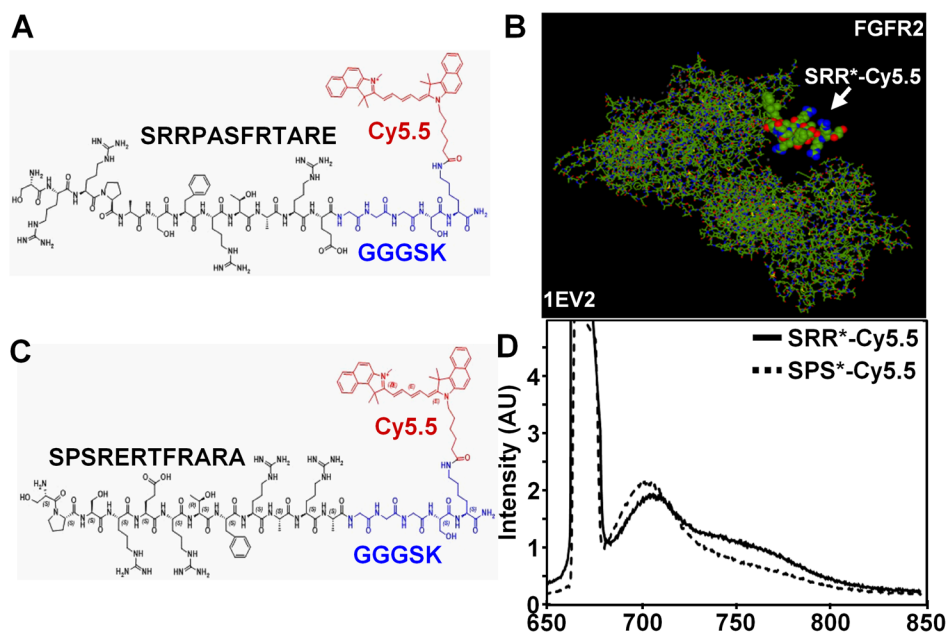 A
SRRPASFRTARE
Cy5.5
GGGSK
B
FGFR2
SRR*-Cy5.5
1EV2
C
SPSRERTFRARA
Cy5.5
GGGSK
D
SRR*-Cy5.5
SPS*-Cy5.5
Intensity (AU)
4
3
2
1
0
650
700
750
800
850